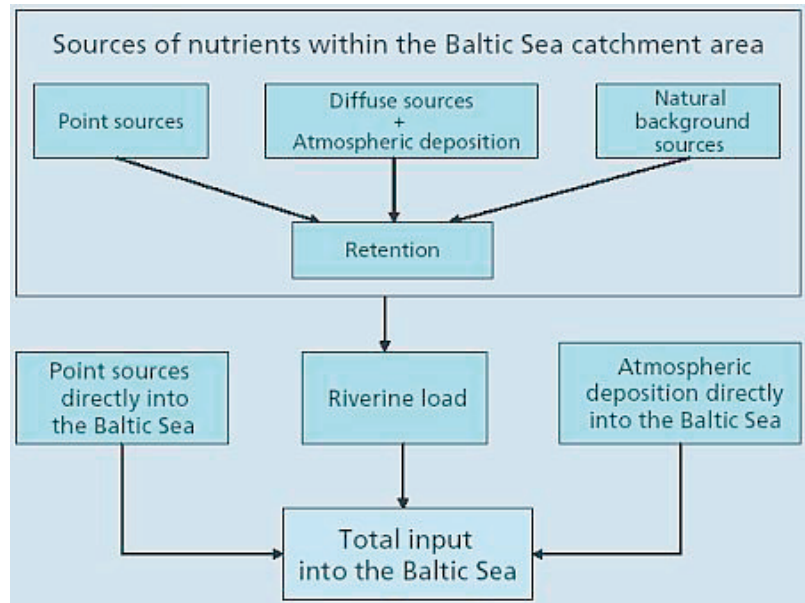 Sources of nutrients within the Baltic Sea catchment area
Point sources
Diffuse sources
+
Atmospheric deposition
Natural
background
sources
Retention
Point sources
directly into
the Baltic Sea
Riverine load
Atmospheric
deposition directly
into the Baltic Sea
Total input
into the Baltic Sea